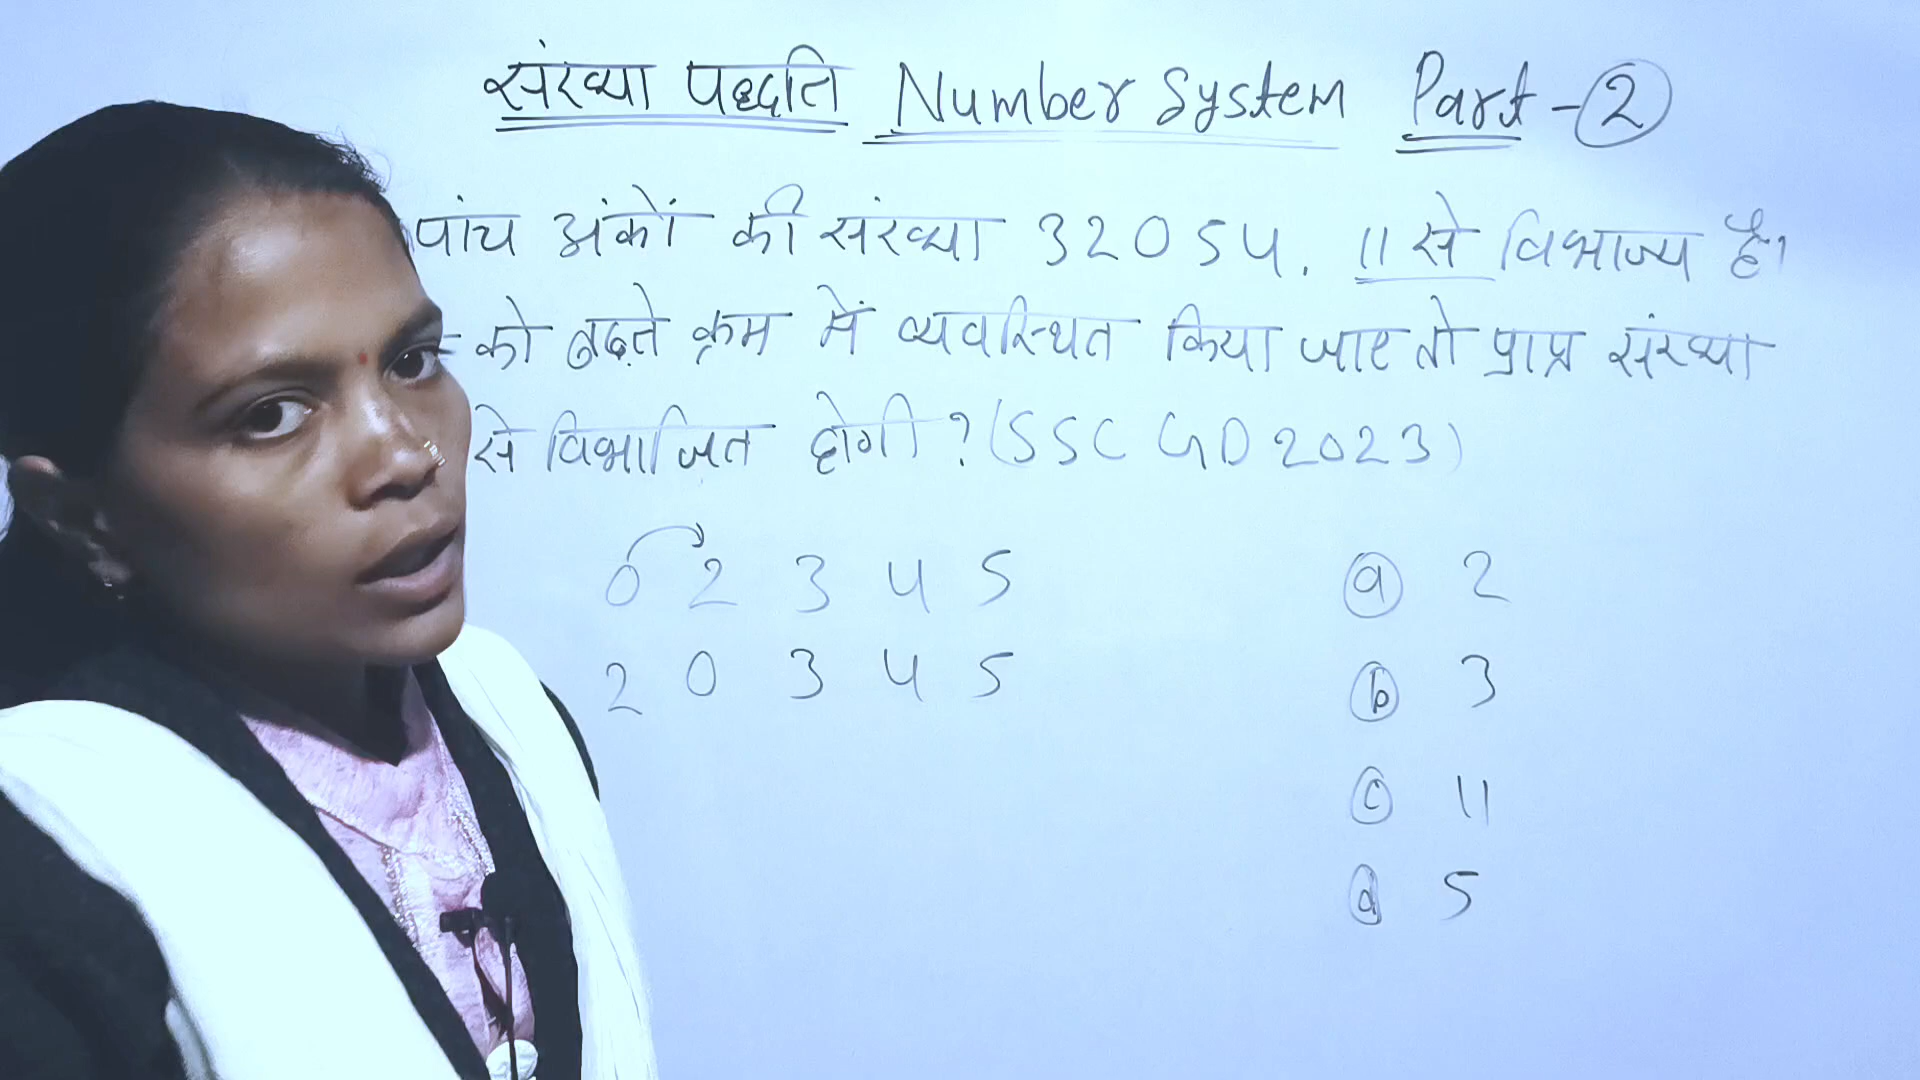 संख्या पद्धति Number System Part - 2
पांच अंकों की संख्या 32054. 11 से विभाज्य है।
को बढ़ते क्रम में व्यवस्थित किया जाए तो प्राप्त संख्या
से विभाजित होगी ? (SSC GD 2023)
0 2 3 4 5
2 0 3 4 5
a 2
b 3
c 11
d 5